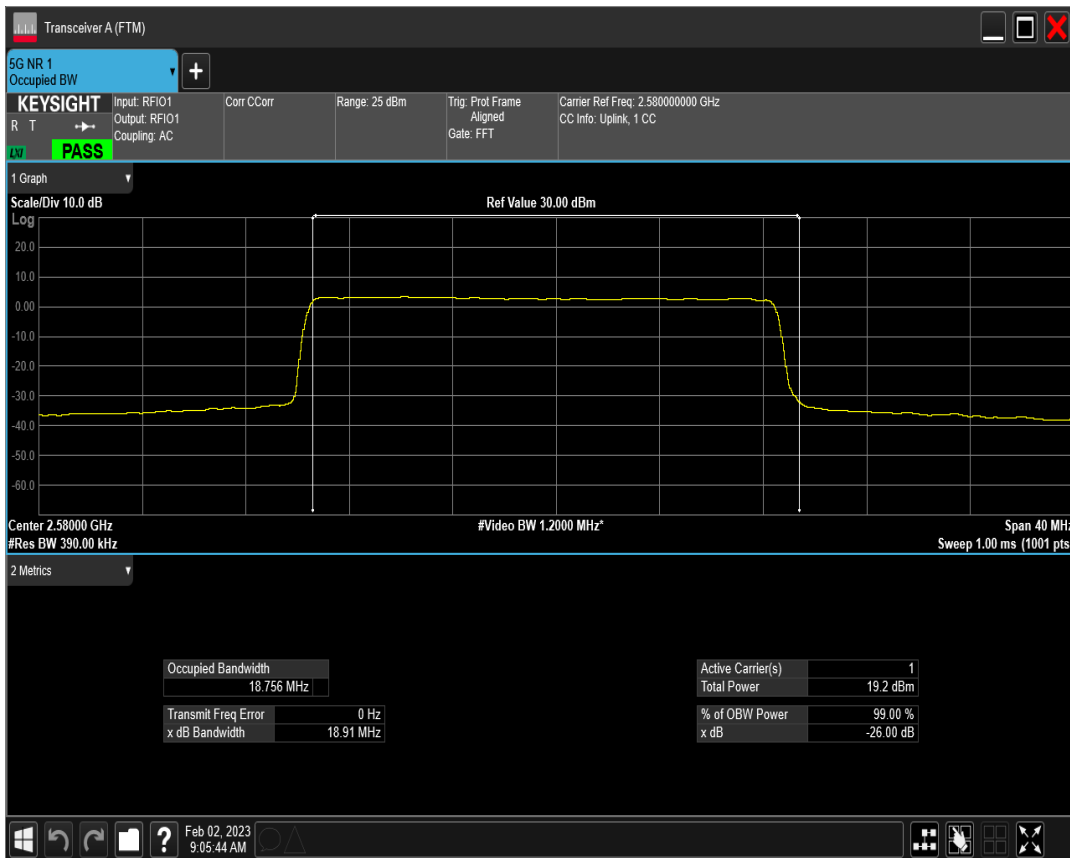 Transceiver A (FTM)
5G NR 1
Occupied BW
+
KEYSIGHT
R T
LXI
PASS
Input: RFIO1
Output: RFIO1
Coupling: AC
Corr CCorr
Range: 25 dBm
Trig: Prot Frame
Aligned
Gate: FFT
Carrier Ref Freq: 2.580000000 GHz
CC Info: Uplink, 1 CC
1 Graph
Scale/Div 10.0 dB
Ref Value 30.00 dBm
Log
20.0
10.0
0.00
-10.0
-20.0
-30.0
-40.0
-50.0
-60.0
Center 2.58000 GHz
#Video BW 1.2000 MHz*
Span 40 MHz
#Res BW 390.00 kHz
Sweep 1.00 ms (1001 pts
2 Metrics
Occupied Bandwidth
18.756 MHz
Transmit Freq Error 0 Hz
x dB Bandwidth 18.91 MHz
Active Carrier(s) 1
Total Power 19.2 dBm
% of OBW Power 99.00 %
x dB -26.00 dB
?
Feb 02, 2023
9:05:44 AM